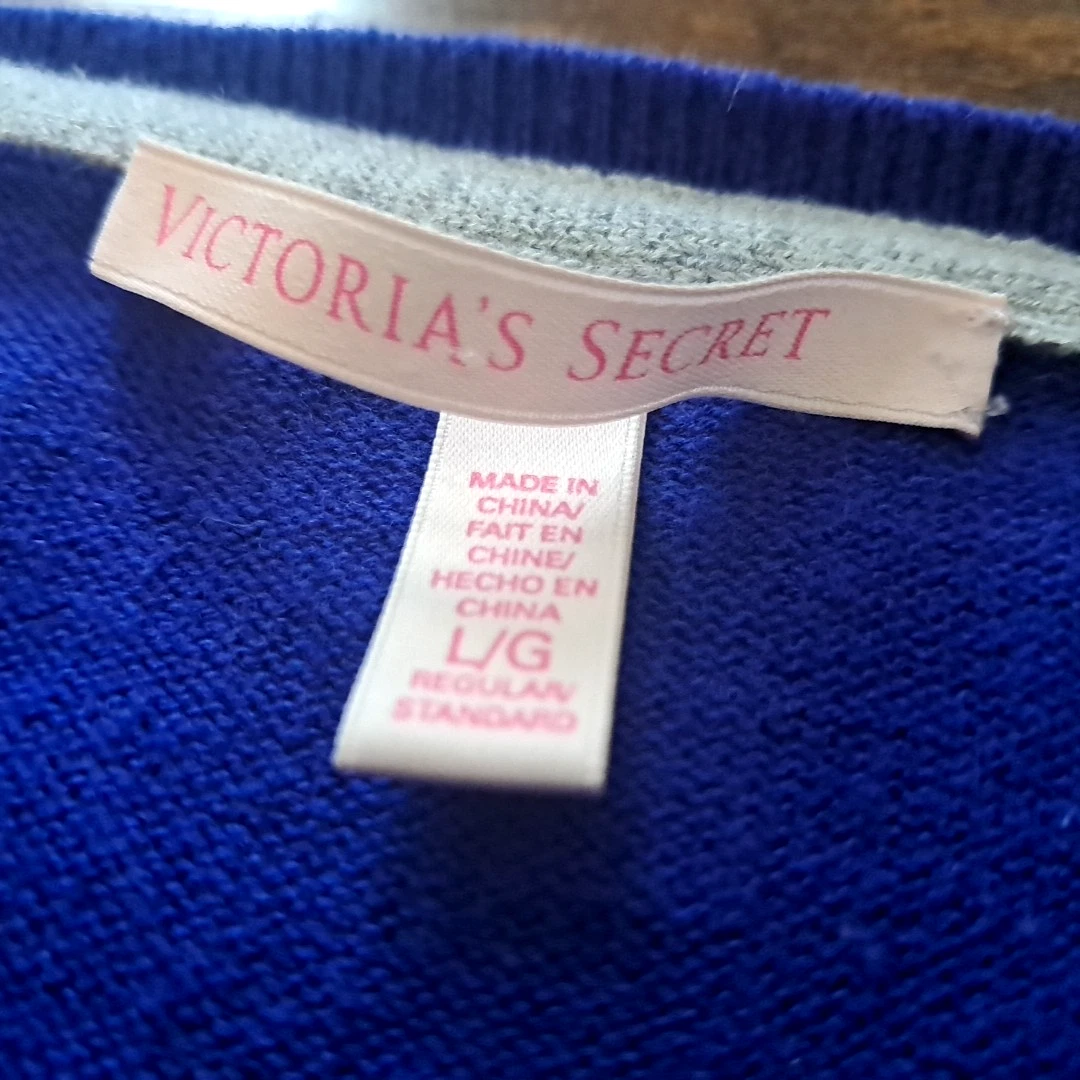 VICTORIA'S SECRET
MADE IN
CHINA/
FAIT EN
CHINE/
HECHO EN
CHINA
L/G
REGULAR/
STANDARD